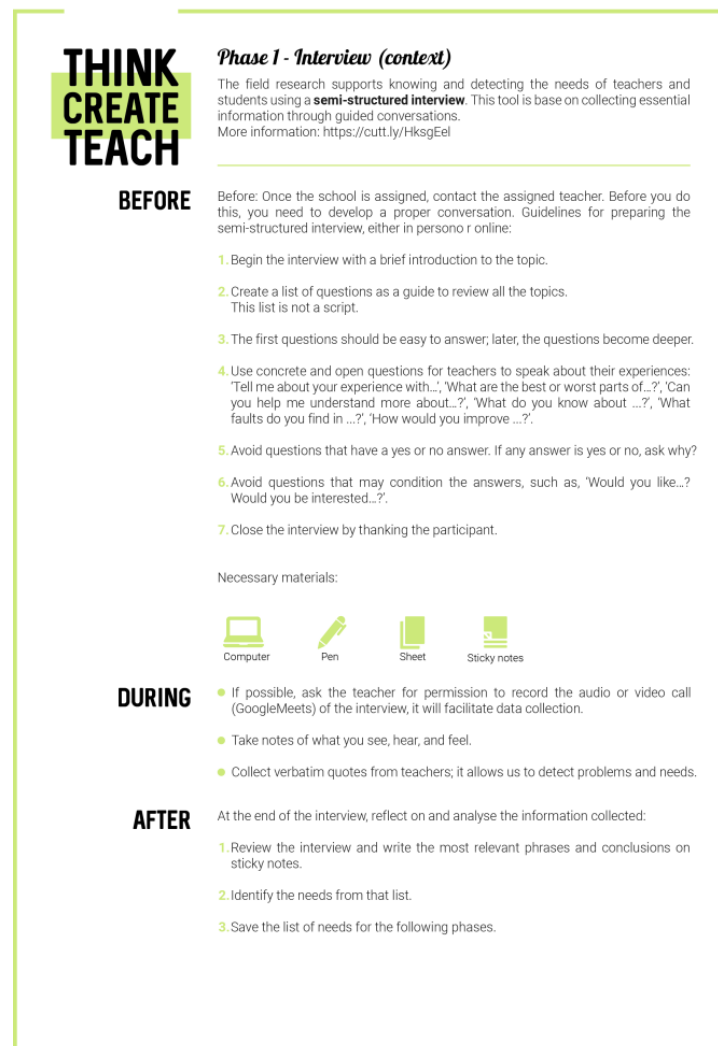 THINK
CREATE
TEACH
Phase 1 - Interview (context)
The field research supports knowing and detecting the needs of teachers and
students using a semi-structured interview. This tool is base on collecting essential
information through guided conversations.
More information: https://cutt.ly/HksgEel
BEFORE
Before: Once the school is assigned, contact the assigned teacher. Before you do
this, you need to develop a proper conversation. Guidelines for preparing the
semi-structured interview, either in persono r online:
1. Begin the interview with a brief introduction to the topic.
2. Create a list of questions as a guide to review all the topics.
This list is not a script.
3. The first questions should be easy to answer; later, the questions become deeper.
4. Use concrete and open questions for teachers to speak about their experiences:
‘Tell me about your experience with…’, ‘What are the best or worst parts of…?’, ‘Can
you help me understand more about…?’, ‘What do you know about ...?’, ‘What
faults do you find in ...?’, ‘How would you improve ...?’.
5. Avoid questions that have a yes or no answer. If any answer is yes or no, ask why?
6. Avoid questions that may condition the answers, such as, ‘Would you like…?
Would you be interested…?’.
7. Close the interview by thanking the participant.
Necessary materials:
Computer Pen Sheet Sticky notes
DURING
• If possible, ask the teacher for permission to record the audio or video call
(GoogleMeets) of the interview, it will facilitate data collection.
• Take notes of what you see, hear, and feel.
• Collect verbatim quotes from teachers; it allows us to detect problems and needs.
AFTER
At the end of the interview, reflect on and analyse the information collected:
1. Review the interview and write the most relevant phrases and conclusions on
sticky notes.
2. Identify the needs from that list.
3. Save the list of needs for the following phases.